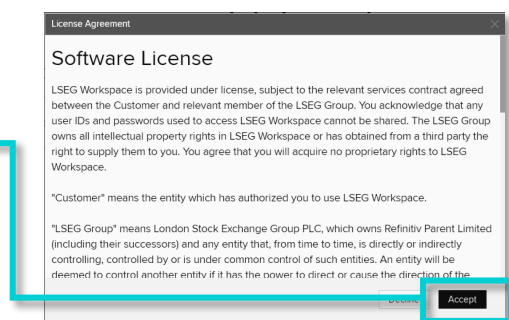 License Agreement
Software License
LSEG Workspace is provided under license, subject to the relevant services contract agreed
between the Customer and relevant member of the LSEG Group. You acknowledge that any
user IDs and passwords used to access LSEG Workspace cannot be shared. The LSEG Group
owns all intellectual property rights in LSEG Workspace or has obtained from a third party the
right to supply them to you. You agree that you will acquire no proprietary rights to LSEG
Workspace.
"Customer" means the entity which has authorized you to use LSEG Workspace.
"LSEG Group" means London Stock Exchange Group PLC, which owns Refinitiv Parent Limited
(including their successors) and any entity that, from time to time, is directly or indirectly
controlling, controlled by or is under common control of such entities. An entity will be
deemed to control another entity if it has the power to direct or cause the direction of the
Decline Accept